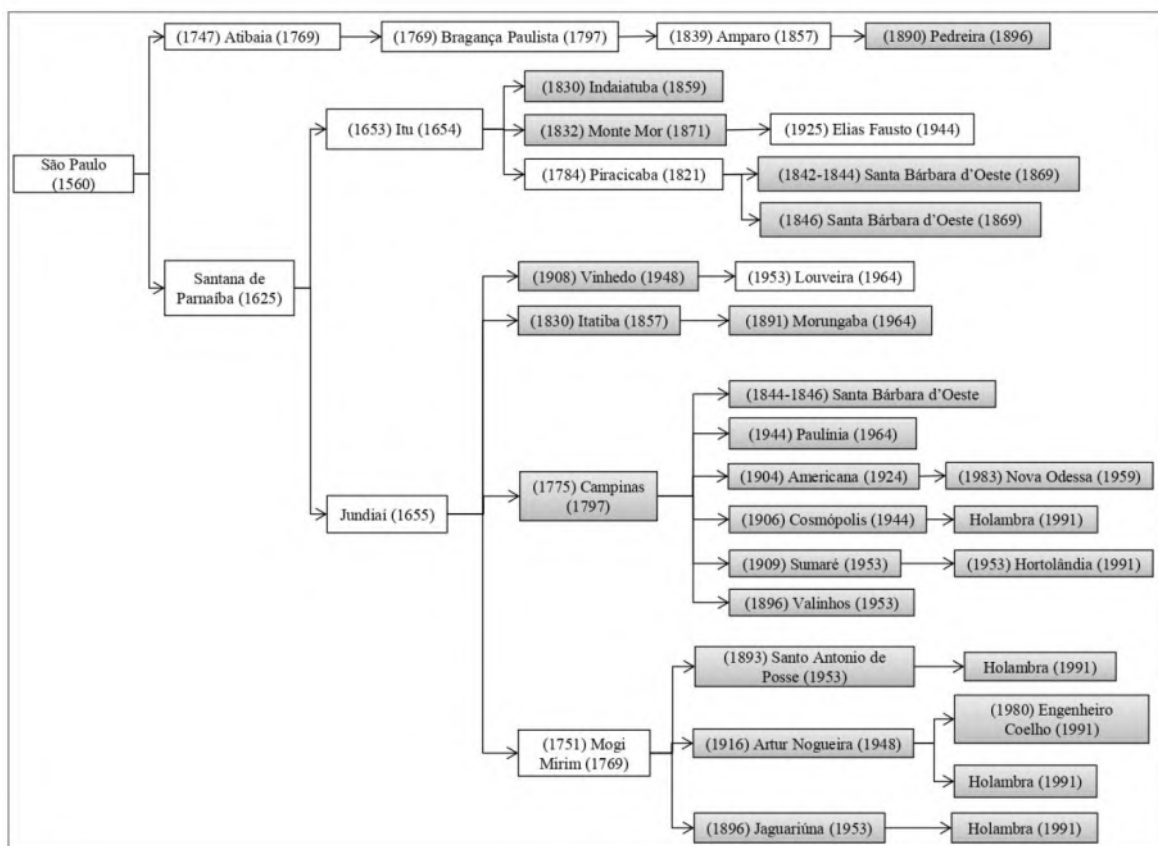 (1747) Atibaia (1769)
(1769) Bragança Paulista (1797)
(1839) Amparo (1857)
(1890) Pedreira (1896)
(1830) Indaiatuba (1859)
(1653) Itu (1654)
(1832) Monte Mor (1871)
(1925) Elias Fausto (1944)
São Paulo
(1560)
(1784) Piracicaba (1821)
(1842-1844) Santa Bárbara d’Oeste (1869)
(1846) Santa Bárbara d’Oeste (1869)
Santana de
Parnaíba (1625)
(1908) Vinhedo (1948)
(1953) Louveira (1964)
(1830) Itatiba (1857)
(1891) Morungaba (1964)
(1844-1846) Santa Bárbara d’Oeste
(1944) Paulínia (1964)
(1904) Americana (1924)
(1983) Nova Odessa (1959)
Jundiaí (1655)
(1775) Campinas
(1797)
(1906) Cosmópolis (1944)
Holambra (1991)
(1909) Sumaré (1953)
(1953) Hortolândia (1991)
(1896) Valinhos (1953)
(1893) Santo Antonio de
Posse (1953)
Holambra (1991)
(1751) Mogi
Mirim (1769)
(1916) Artur Nogueira (1948)
(1980) Engenheiro
Coelho (1991)
Holambra (1991)
(1896) Jaguariúna (1953)
Holambra (1991)